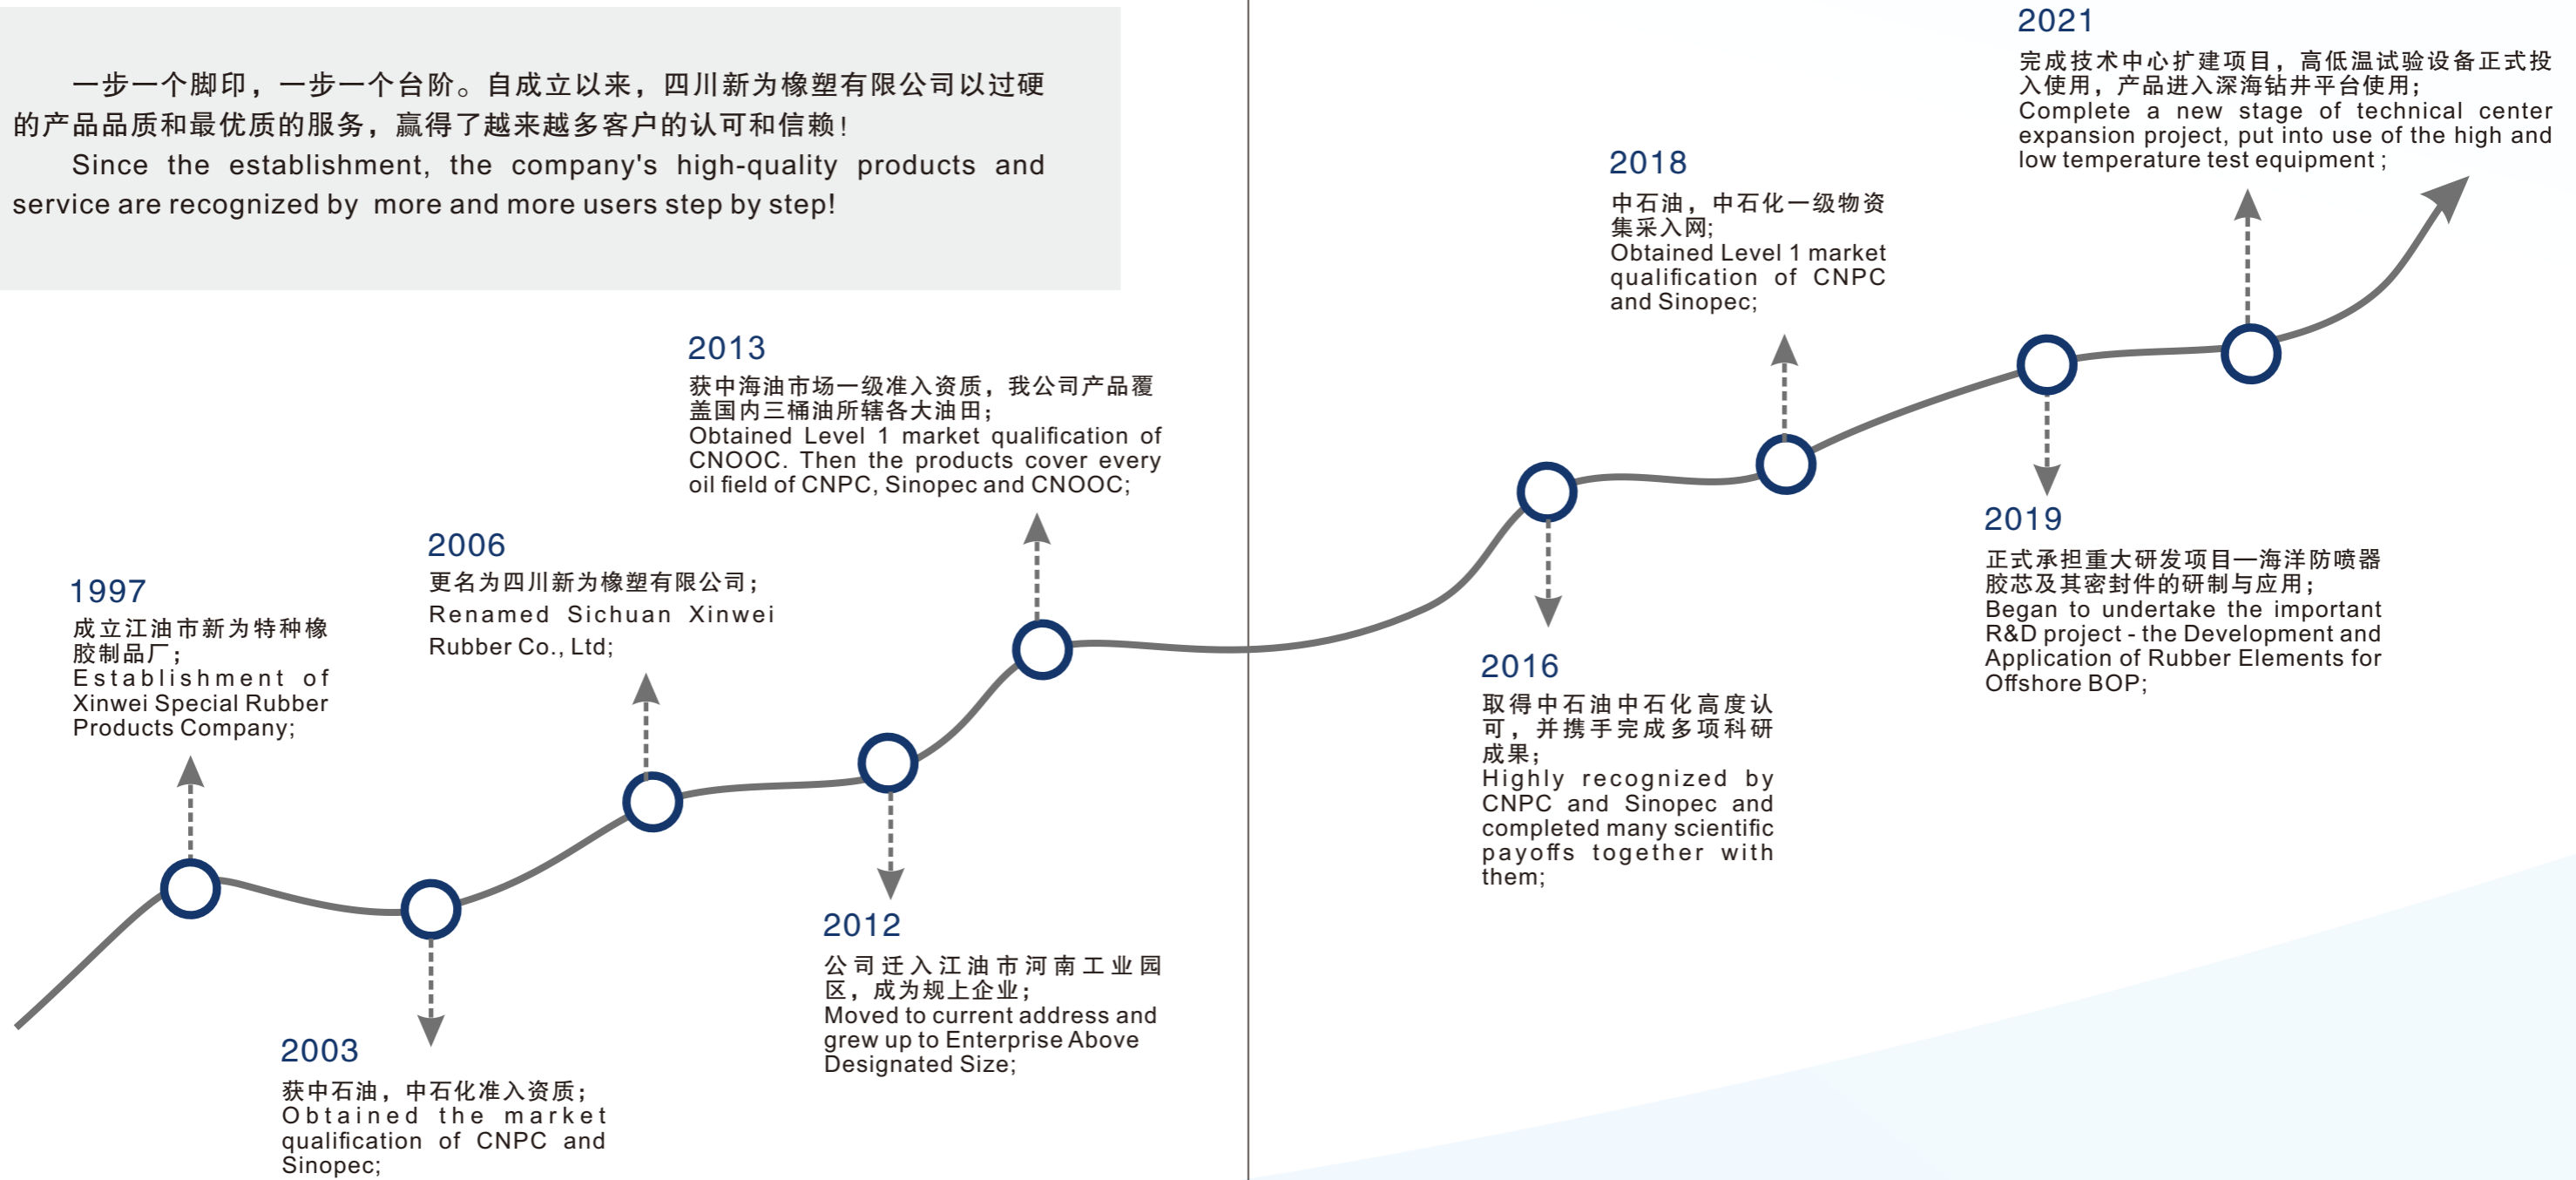 一步一个脚印，一步一个台阶。自成立以来，四川新为橡塑有限公司以过硬
的产品品质和最优质的服务，赢得了越来越多客户的认可和信赖！
Since the establishment, the company's high-quality products and
service are recognized by more and more users step by step!
1997
成立江油市新为特种橡
胶制品厂；
Establishment of
Xinwei Special Rubber
Products Company;
2003
获中石油，中石化准入资质；
Obtained the market
qualification of CNPC and
Sinopec;
2006
更名为四川新为橡塑有限公司；
Renamed Sichuan Xinwei
Rubber Co., Ltd;
2012
公司迁入江油市河南工业园
区，成为规上企业；
Moved to current address and
grew up to Enterprise Above
Designated Size;
2013
获中海油市场一级准入资质，我公司产品覆
盖国内三桶油所辖各大油田；
Obtained Level 1 market qualification of
CNOOC. Then the products cover every
oil field of CNPC, Sinopec and CNOOC;
2016
取得中石油中石化高度认
可，并携手完成多项科研
成果；
Highly recognized by
CNPC and Sinopec and
completed many scientific
payoffs together with
them;
2018
中石油，中石化一级物资
集采入网;
Obtained Level 1 market
qualification of CNPC
and Sinopec;
2019
正式承担重大研发项目—海洋防喷器
胶芯及其密封件的研制与应用；
Began to undertake the important
R&D project - the Development and
Application of Rubber Elements for
Offshore BOP;
2021
完成技术中心扩建项目，高低温试验设备正式投
入使用，产品进入深海钻井平台使用；
Complete a new stage of technical center
expansion project, put into use of the high and
low temperature test equipment ;